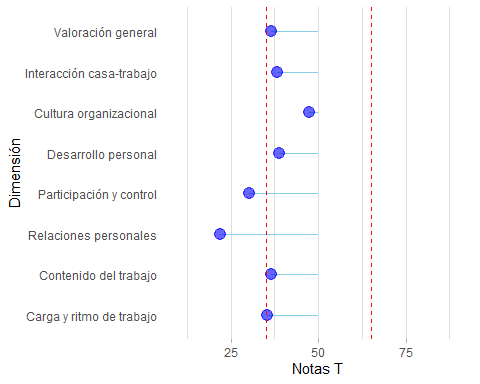 Valoración general
Interacción casa-trabajo
Cultura organizacional
Desarrollo personal
Participación y control
Relaciones personales
Contenido del trabajo
Carga y ritmo de trabajo
Dimensión
25 50 75
Notas T